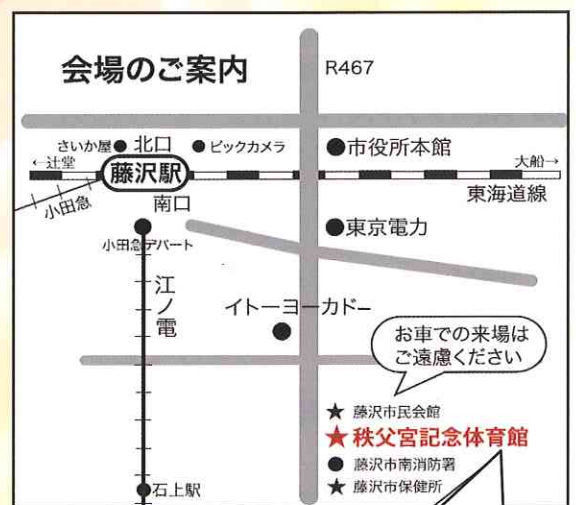 会場のご案内
R467
さいか屋
北口
ビックカメラ
市役所本館
←辻堂
藤沢駅
大船→
東海道線
小田急
南口
小田急デパート
東京電力
江ノ電
イトーヨーカドー
お車での来場は
ご遠慮ください
★ 藤沢市民会館
★ 秩父宮記念体育館
● 藤沢市南消防署
★ 藤沢市保健所
石上駅